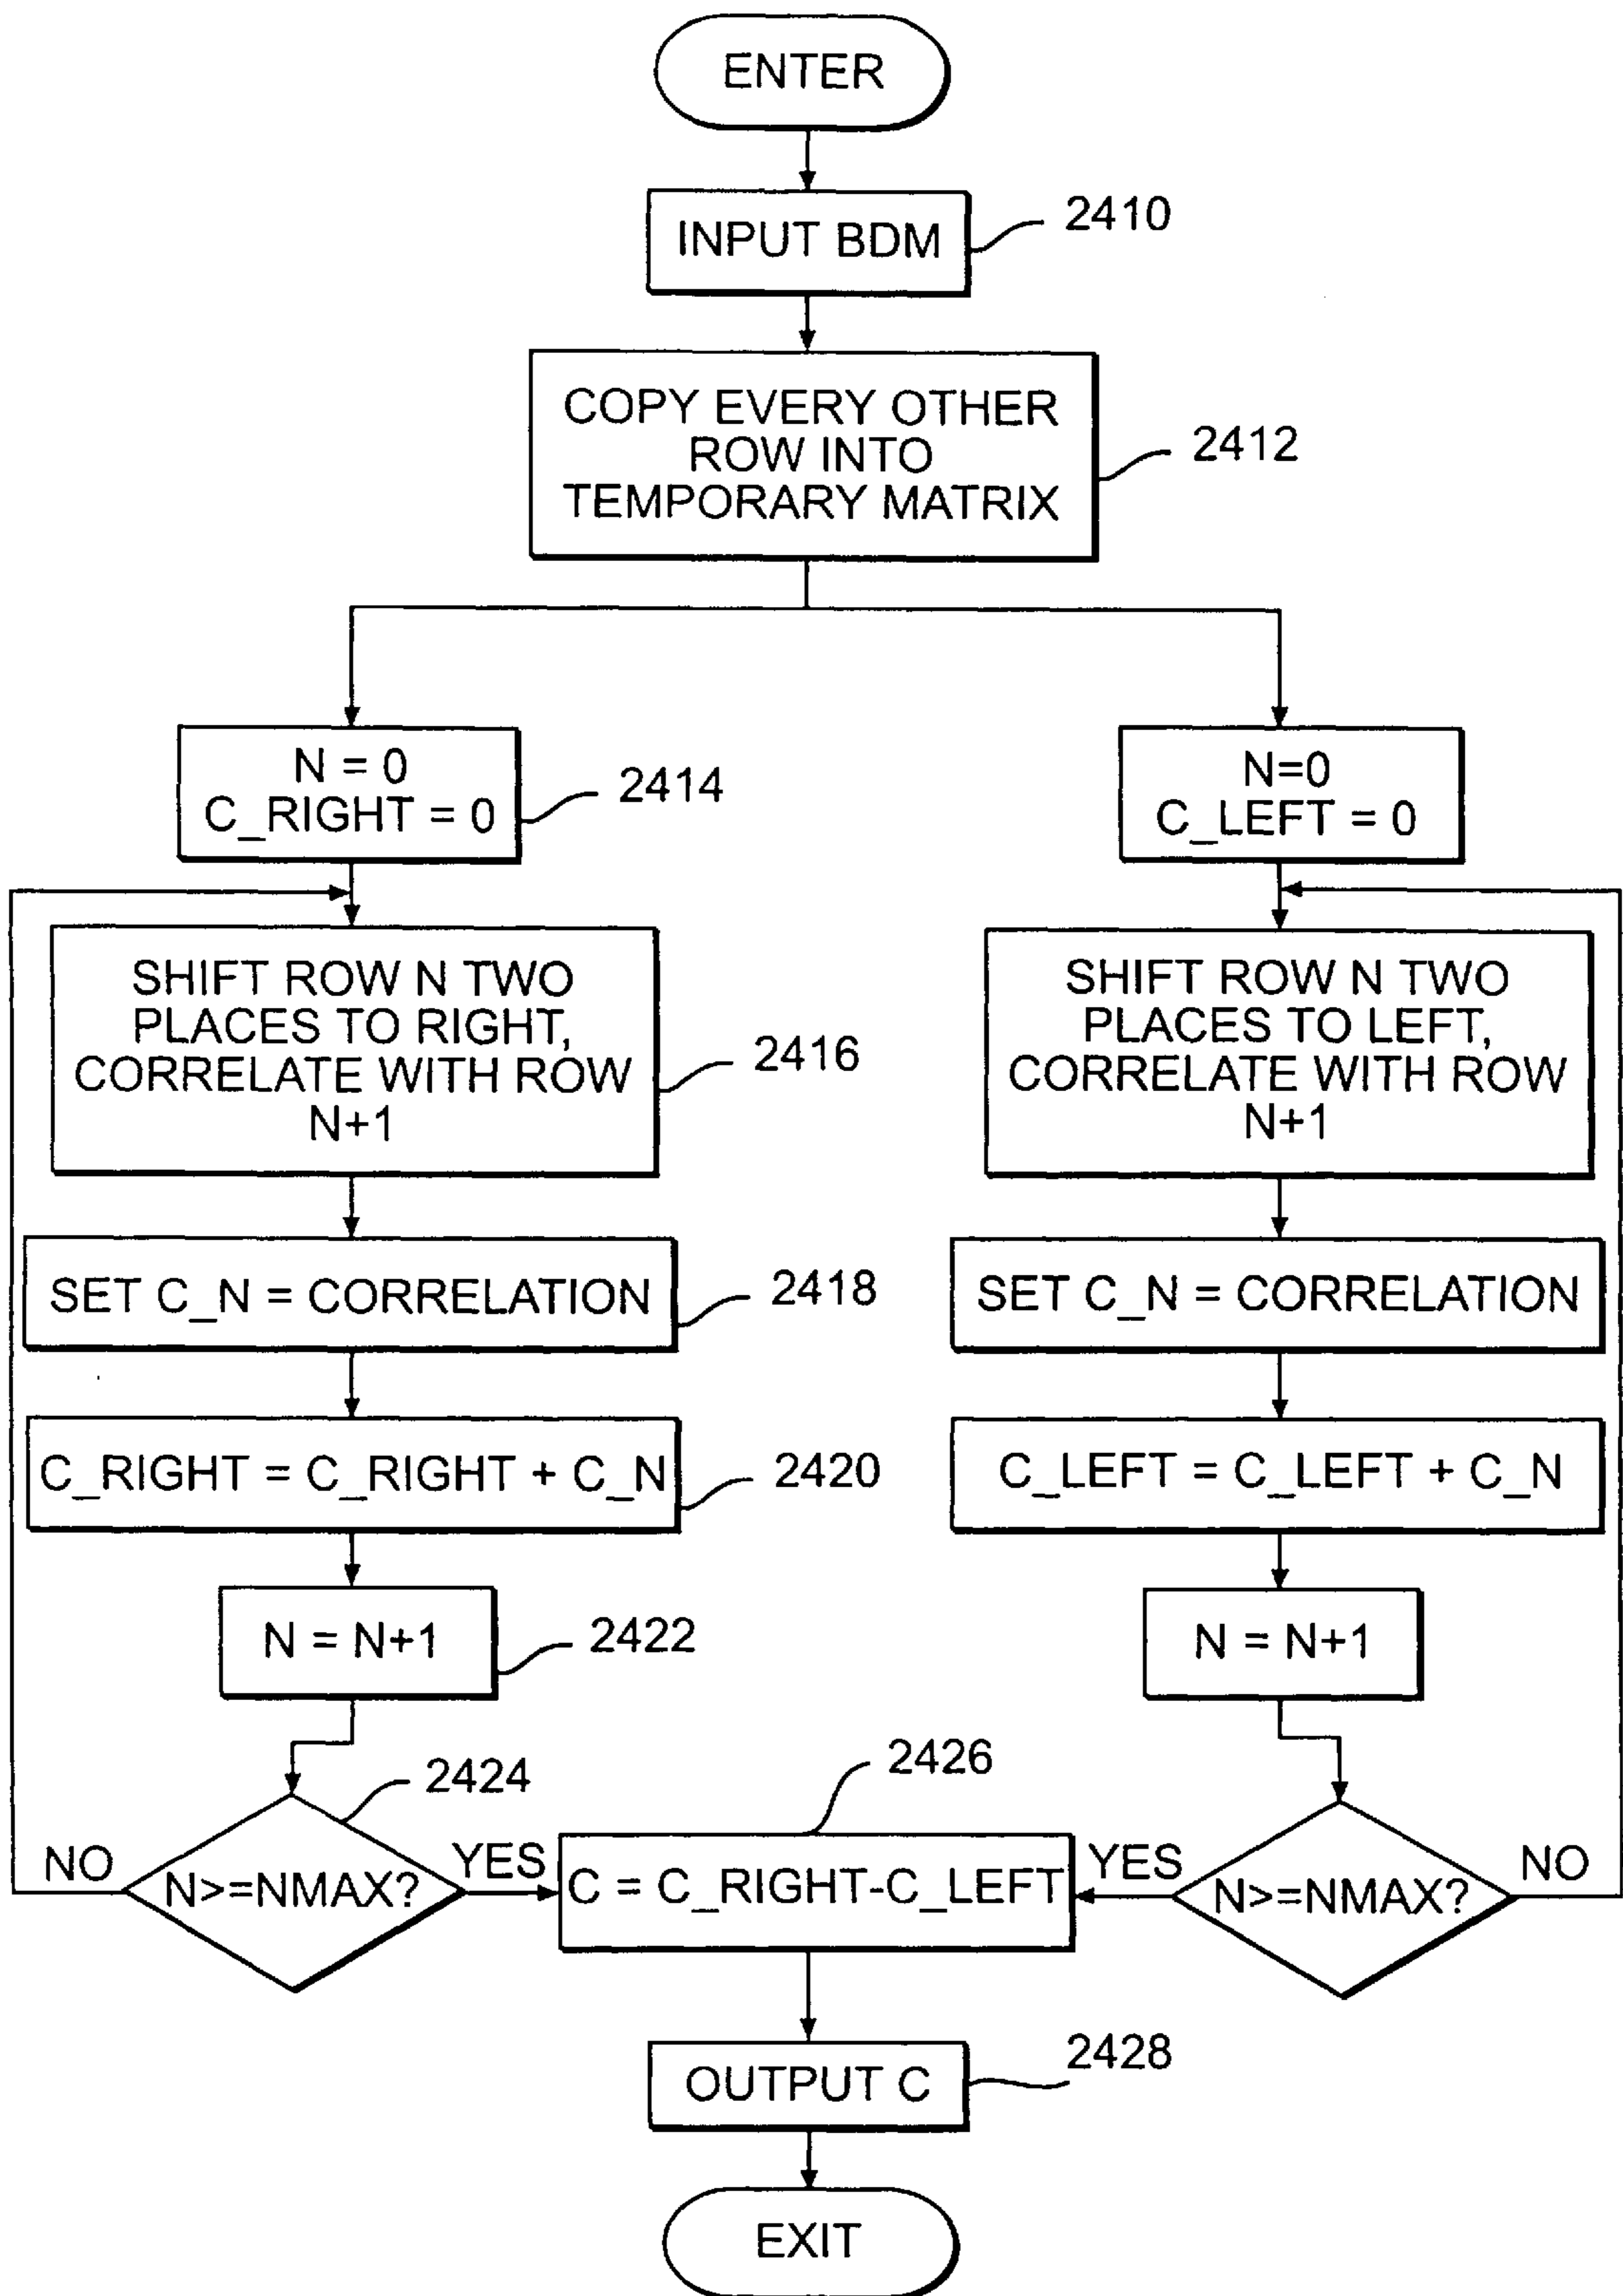 ENTER
INPUT BDM
2410
COPY EVERY OTHER
ROW INTO
TEMPORARY MATRIX
2412
N = 0
C_RIGHT = 0
2414
SHIFT ROW N TWO
PLACES TO RIGHT,
CORRELATE WITH ROW
N+1
2416
SET C_N = CORRELATION
2418
C_RIGHT = C_RIGHT + C_N
2420
N = N+1
2422
2424
N>=NMAX?
NO
YES
N=0
C_LEFT = 0
SHIFT ROW N TWO
PLACES TO LEFT,
CORRELATE WITH ROW
N+1
SET C_N = CORRELATION
C_LEFT = C_LEFT + C_N
N = N+1
N>=NMAX?
YES
NO
2426
C = C_RIGHT-C_LEFT
OUTPUT C
2428
EXIT